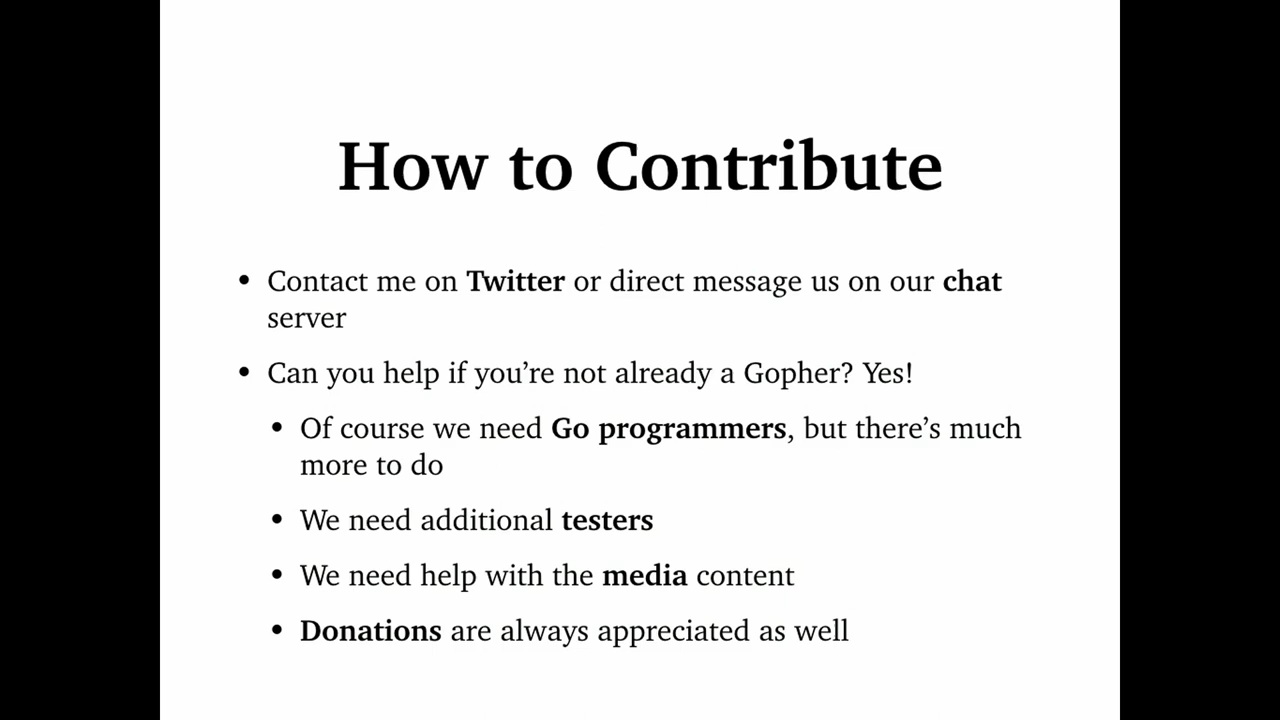 How to Contribute
• Contact me on Twitter or direct message us on our chat
server
• Can you help if you’re not already a Gopher? Yes!
• Of course we need Go programmers, but there’s much
more to do
• We need additional testers
• We need help with the media content
• Donations are always appreciated as well